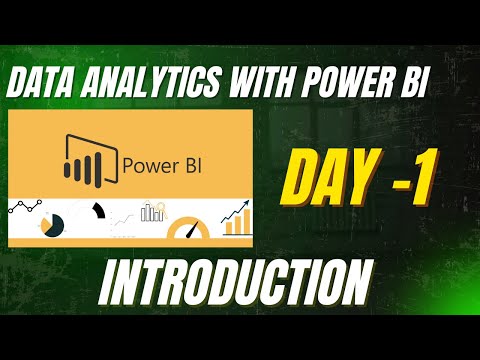 DATA ANALYTICS WITH POWER BI
Power BI
DAY -1
INTRODUCTION